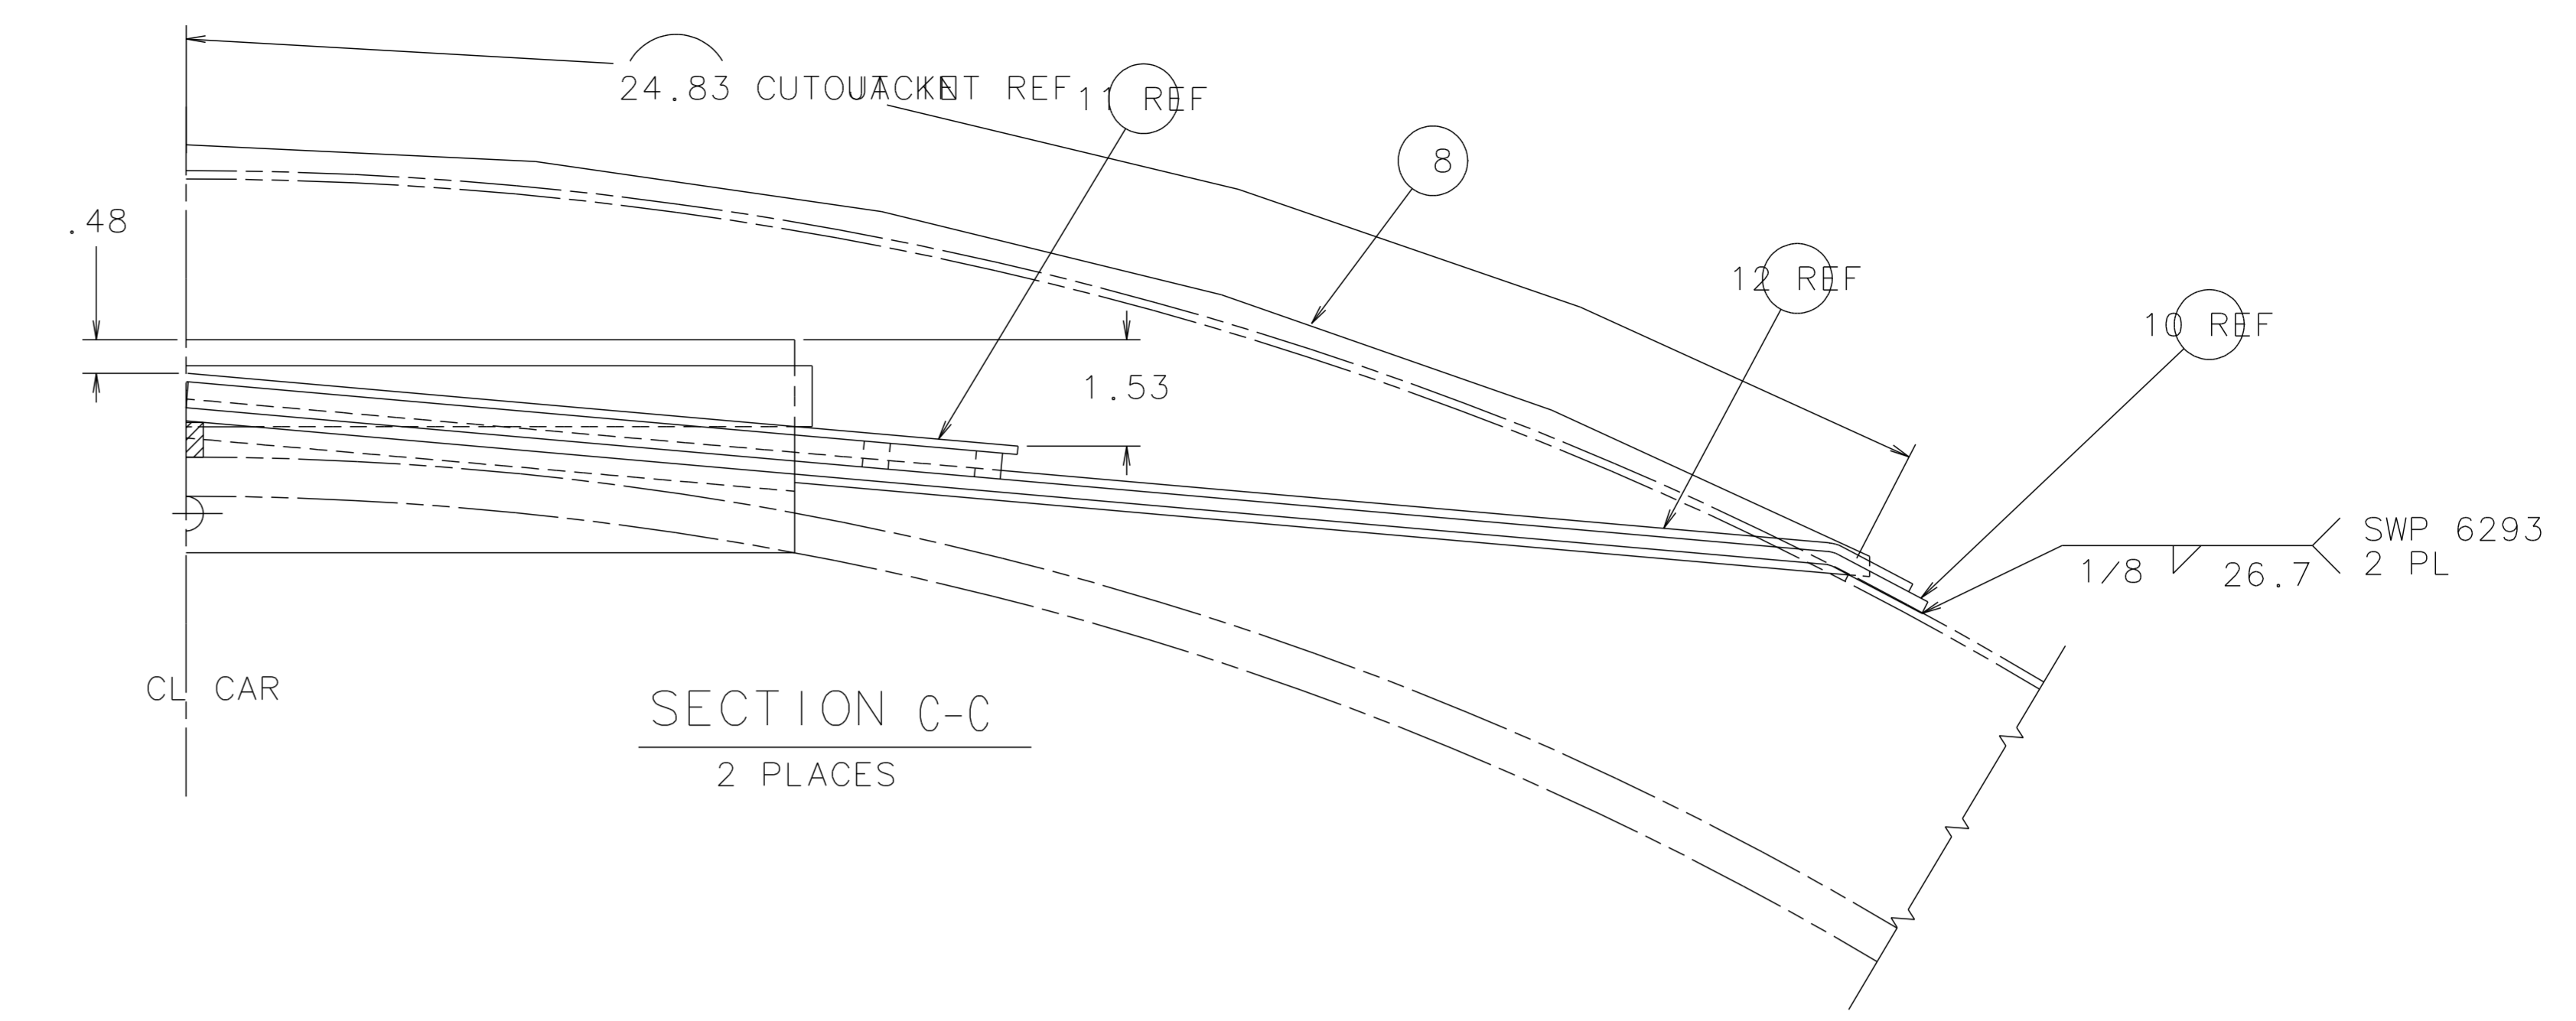 24.83 CUTOUT IN JACKET REF
11 REF
8
.48
12 REF
10 REF
1.53
SWP 6293
1/8 26.7 2 PL
CL CAR
SECTION C-C
2 PLACES